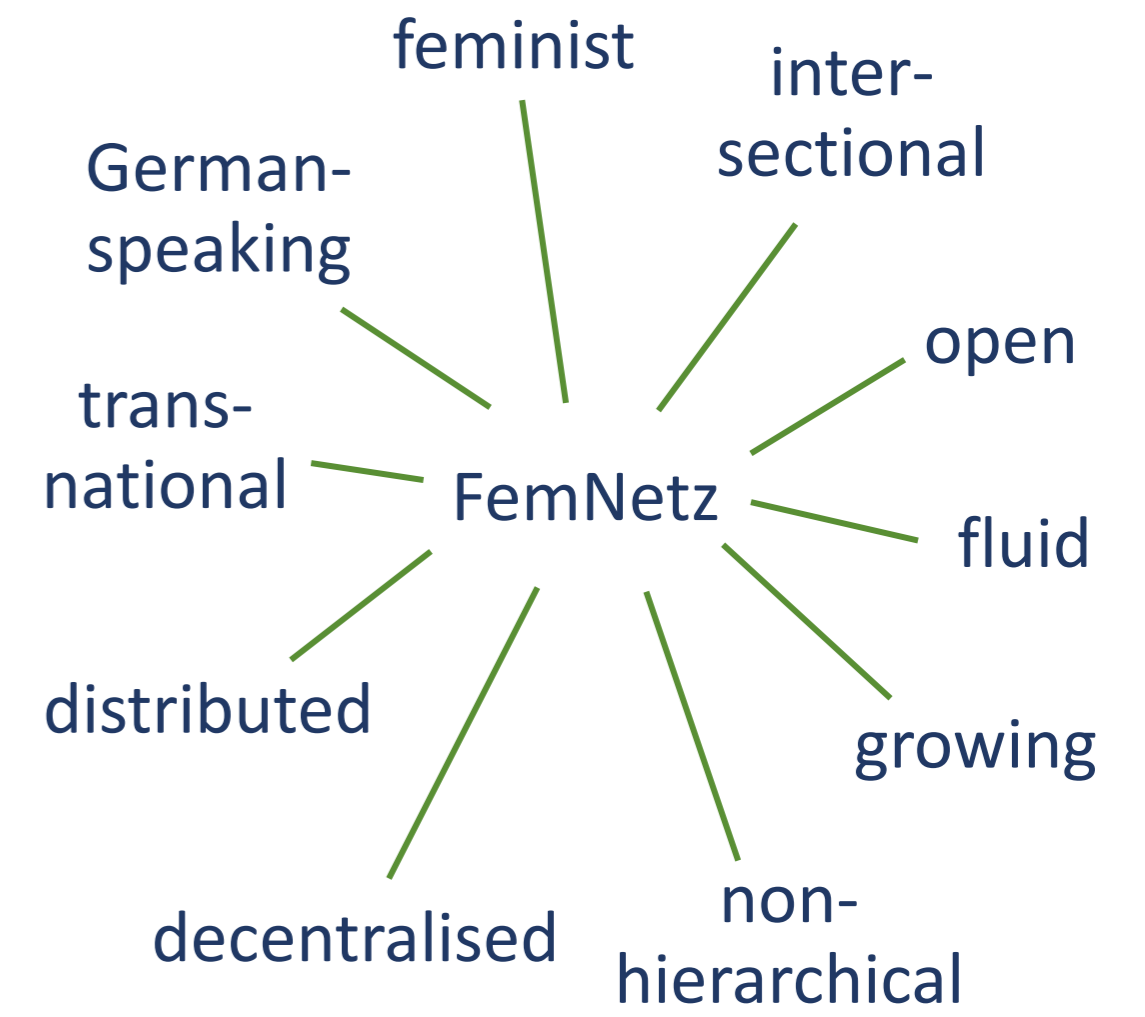 feminist
inter-
sectional
German-
speaking
open
trans-
national
FemNetz
fluid
distributed
growing
decentralised
non-
hierarchical